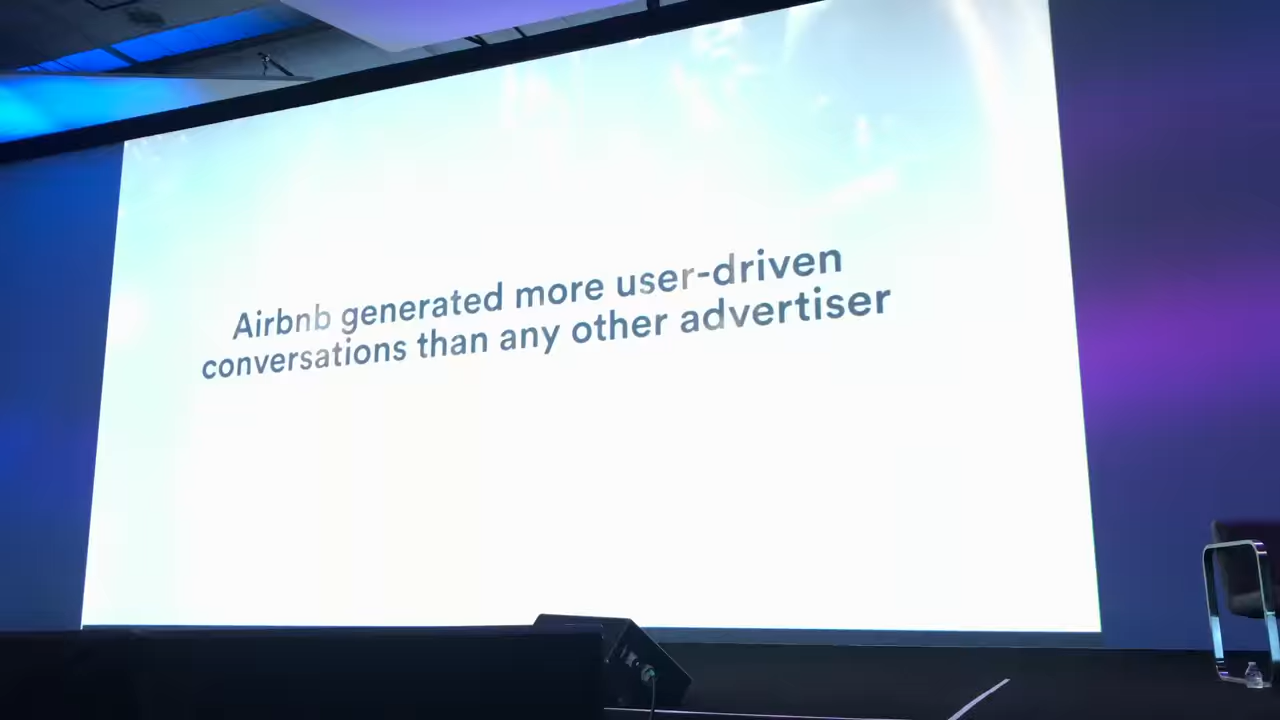 Airbnb generated more user-driven
conversations than any other advertiser